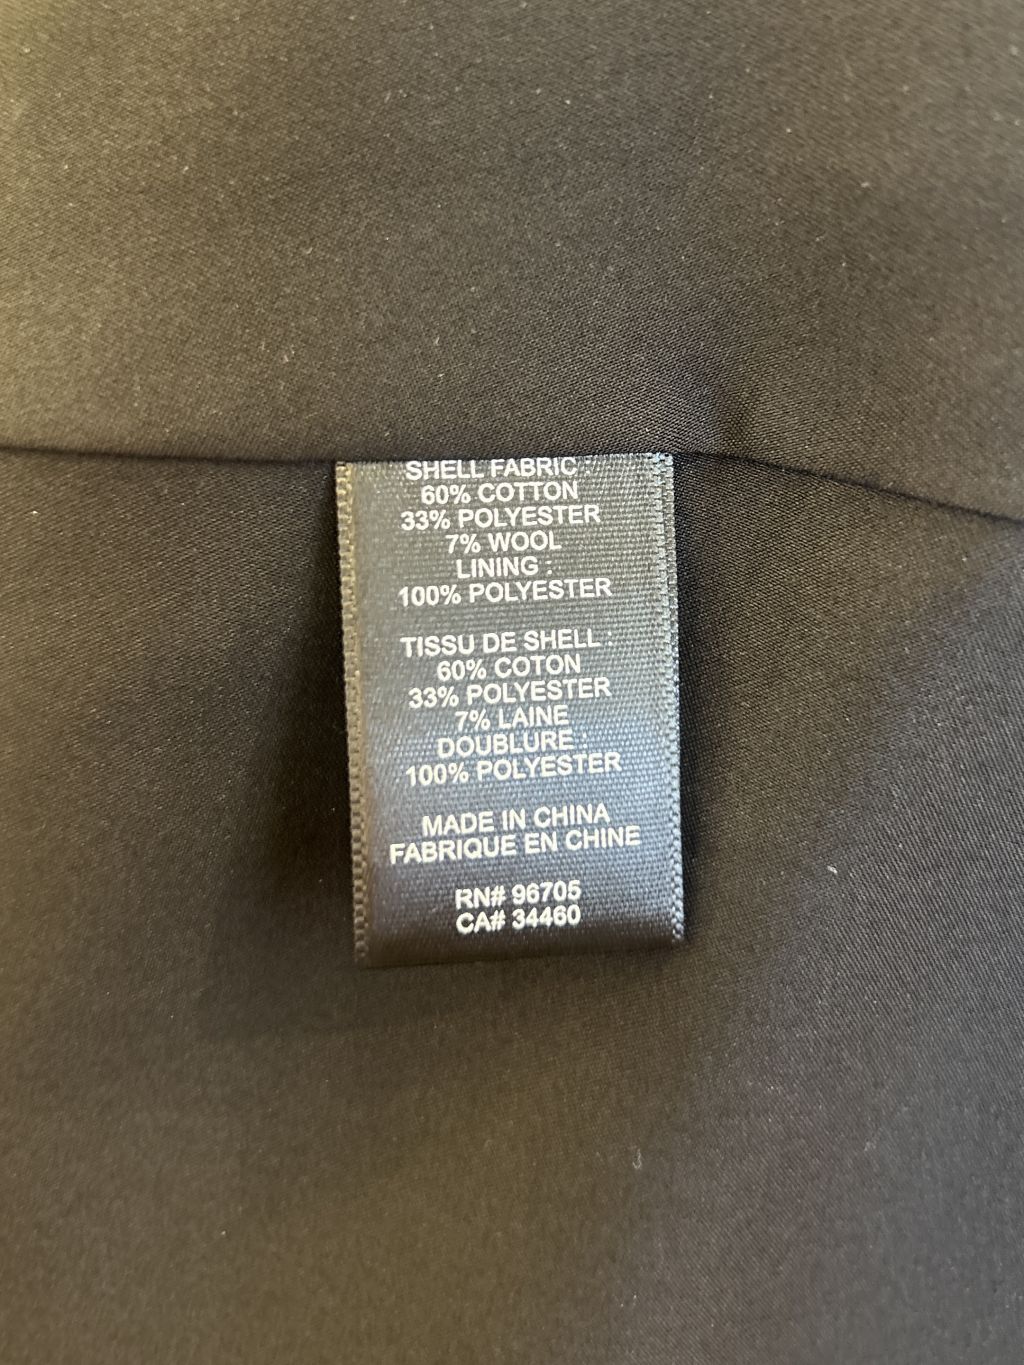 SHELL FABRIC :
60% COTTON
33% POLYESTER
7% WOOL
LINING :
100% POLYESTER
TISSU DE SHELL :
60% COTON
33% POLYESTER
7% LAINE
DOUBLURE :
100% POLYESTER
MADE IN CHINA
FABRIQUE EN CHINE
RN# 96705
CA# 34460